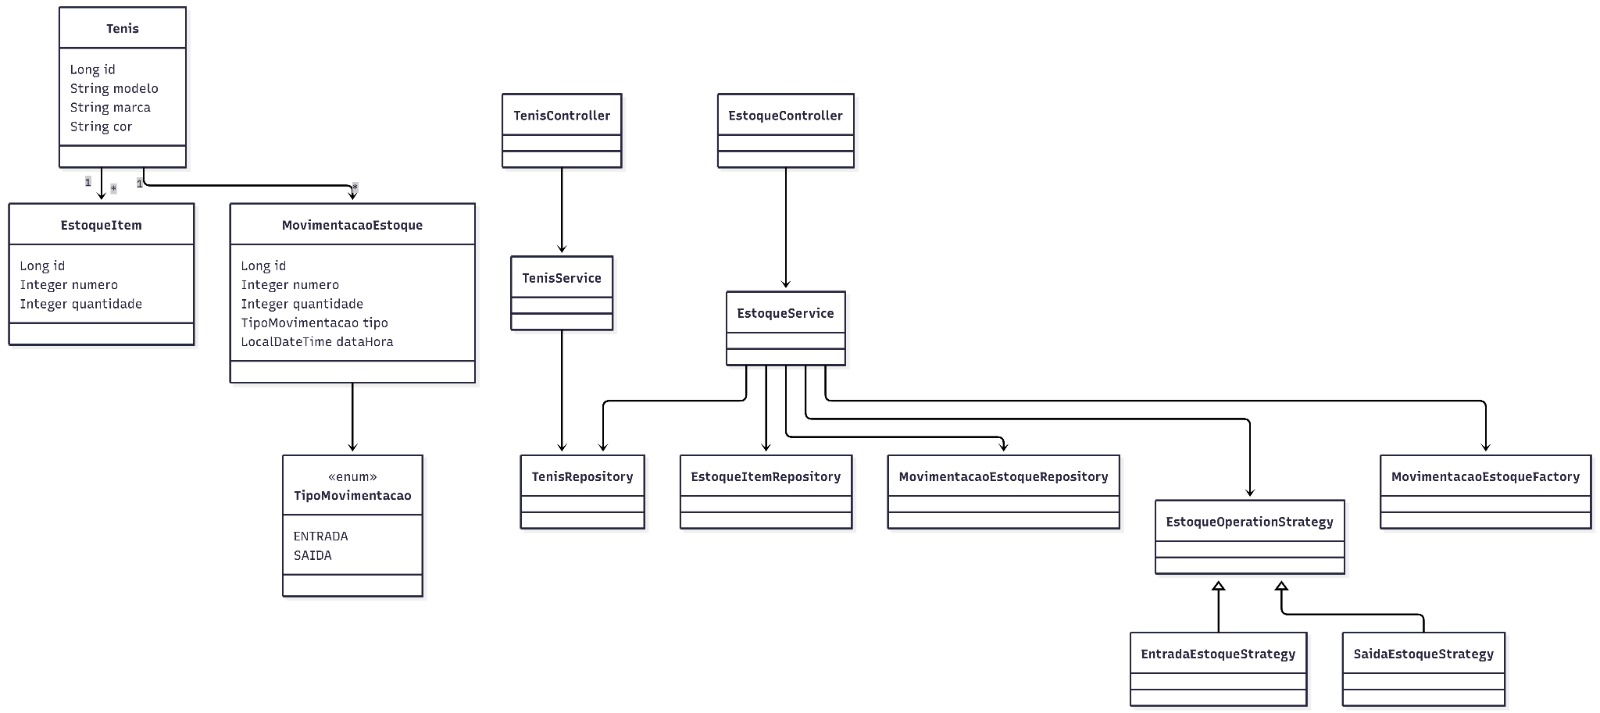 Tenis
Long id
String modelo
String marca
String cor
1
*
1
*
EstoqueItem
Long id
Integer numero
Integer quantidade
MovimentacaoEstoque
Long id
Integer numero
Integer quantidade
TipoMovimentacao tipo
LocalDateTime dataHora
«enum»
TipoMovimentacao
ENTRADA
SAIDA
TenisController
TenisService
EstoqueController
EstoqueService
TenisRepository
EstoqueItemRepository
MovimentacaoEstoqueRepository
EstoqueOperationStrategy
MovimentacaoEstoqueFactory
EntradaEstoqueStrategy
SaidaEstoqueStrategy